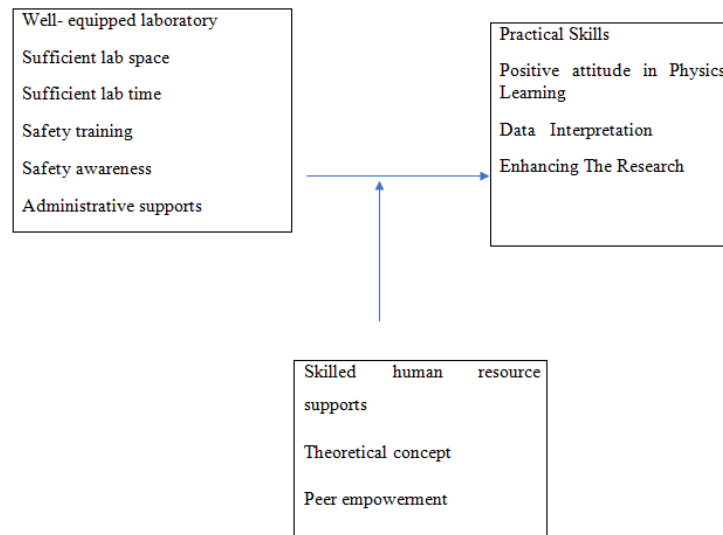 Well- equipped laboratory
Sufficient lab space
Sufficient lab time
Safety training
Safety awareness
Administrative supports
Practical Skills
Positive attitude in Physics
Learning
Data Interpretation
Enhancing The Research
Skilled human resource
supports
Theoretical concept
Peer empowerment